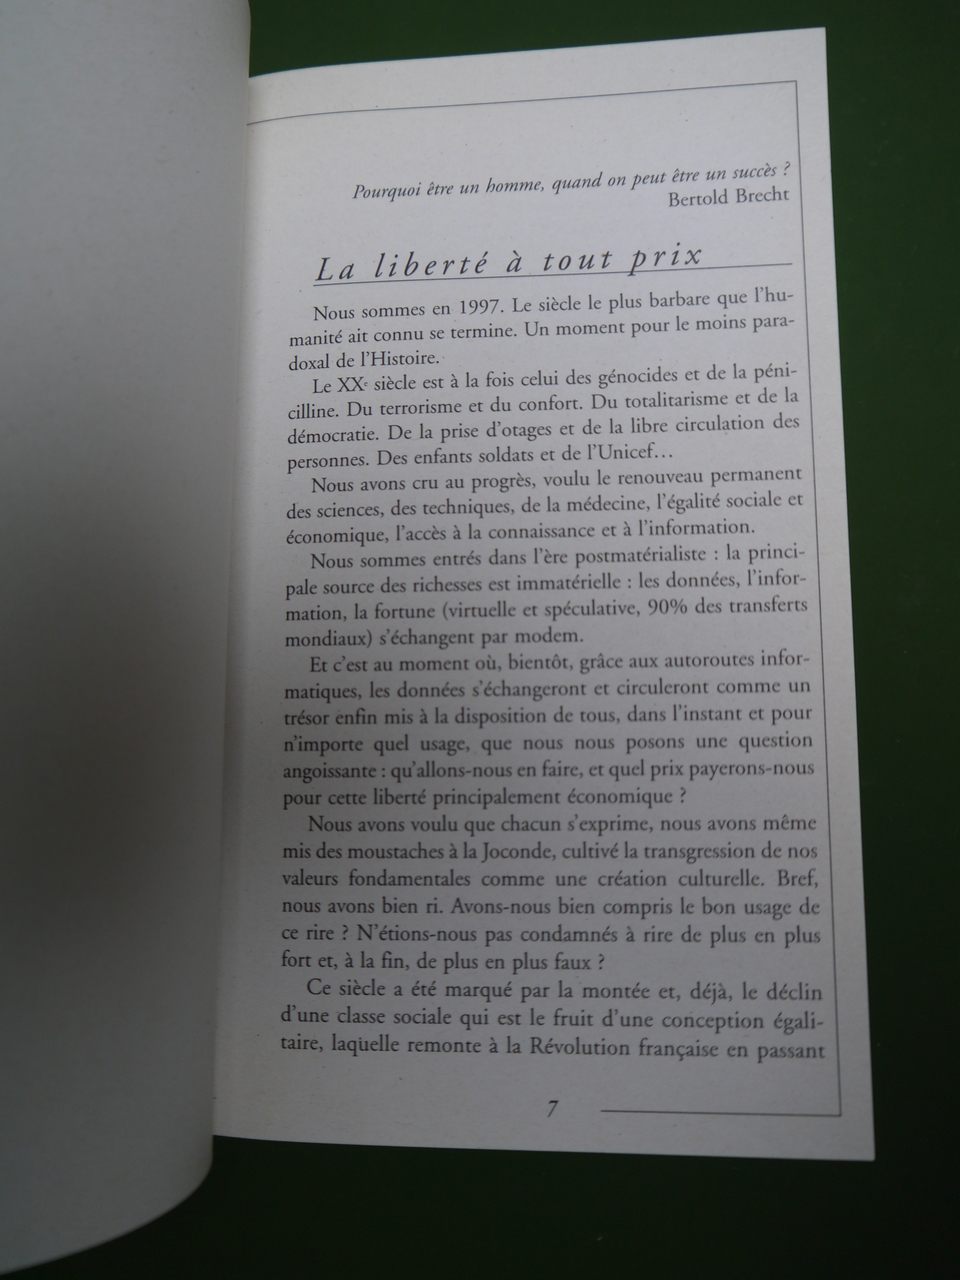 Pourquoi être un homme, quand on peut être un succès ?
Bertold Brecht
La liberté à tout prix
Nous sommes en 1997. Le siècle le plus barbare que l'hu-
manité ait connu se termine. Un moment pour le moins para-
doxal de l'Histoire.
Le XXe siècle est à la fois celui des génocides et de la péni-
cilline. Du terrorisme et du confort. Du totalitarisme et de la
démocratie. De la prise d'otages et de la libre circulation des
personnes. Des enfants soldats et de l'Unicef…
Nous avons cru au progrès, voulu le renouveau permanent
des sciences, des techniques, de la médecine, l'égalité sociale et
économique, l'accès à la connaissance et à l'information.
Nous sommes entrés dans l'ère postmatérialiste : la princi-
pale source des richesses est immatérielle : les données, l'infor-
mation, la fortune (virtuelle et spéculative, 90% des transferts
mondiaux) s'échangent par modem.
Et c'est au moment où, bientôt, grâce aux autoroutes infor-
matiques, les données s'échangeront et circuleront comme un
trésor enfin mis à la disposition de tous, dans l'instant et pour
n'importe quel usage, que nous nous posons une question
angoissante : qu'allons-nous en faire, et quel prix payerons-nous
pour cette liberté principalement économique ?
Nous avons voulu que chacun s'exprime, nous avons même
mis des moustaches à la Joconde, cultivé la transgression de nos
valeurs fondamentales comme une création culturelle. Bref,
nous avons bien ri. Avons-nous bien compris le bon usage de
ce rire ? N'étions-nous pas condamnés à rire de plus en plus
fort et, à la fin, de plus en plus faux ?
Ce siècle a été marqué par la montée et, déjà, le déclin
d'une classe sociale qui est le fruit d'une conception égali-
taire, laquelle remonte à la Révolution française en passant
7